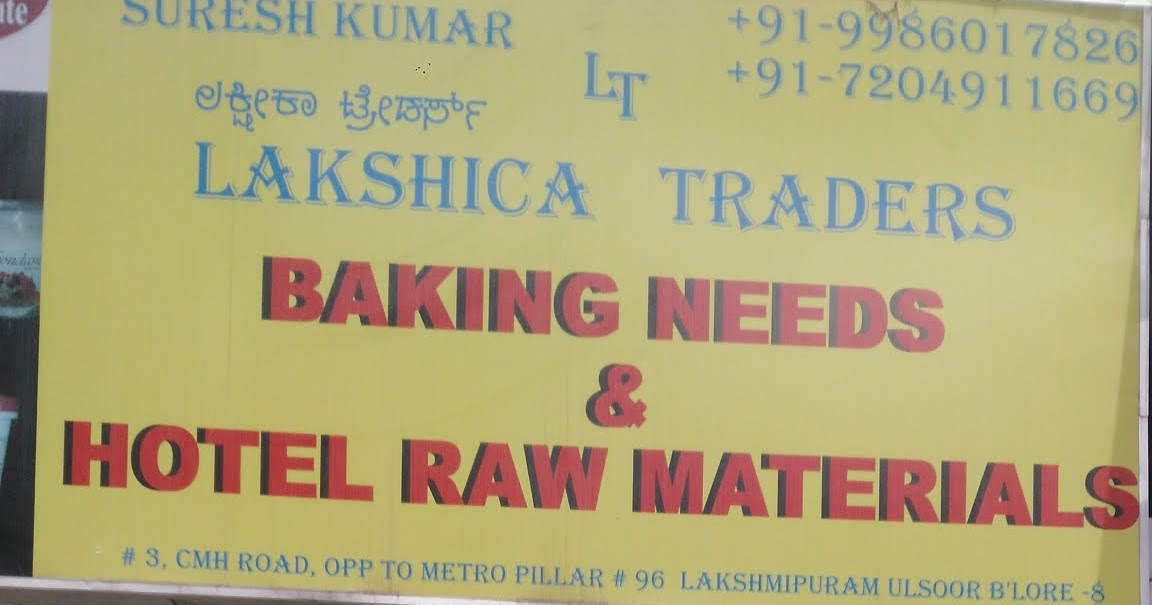 ute
SURESH KUMAR
+91-9986017826
+91-7204911669
LT
ಲಕ್ಷೀಕಾ ಟ್ರೇಡರ್ಸ್
LAKSHICA TRADERS
BAKING NEEDS
&
HOTEL RAW MATERIALS
# 3, CMH ROAD, OPP TO METRO PILLAR # 96 LAKSHMIPURAM ULSOOR B'LORE -8